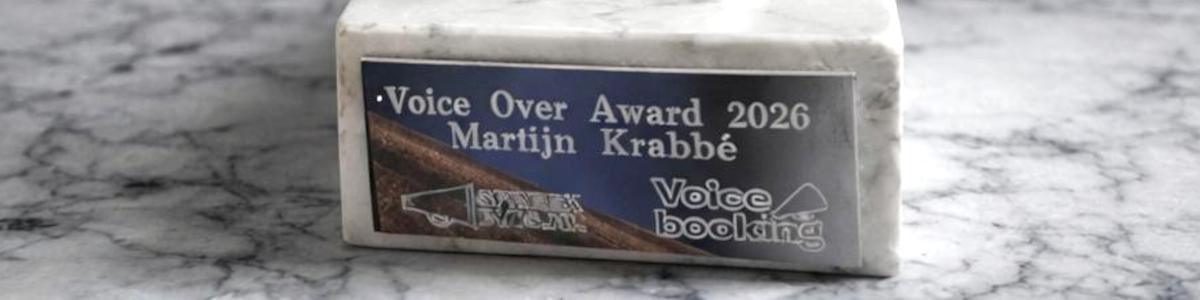 Voice Over Award 2026
Martijn Krabbé
Voice
booking